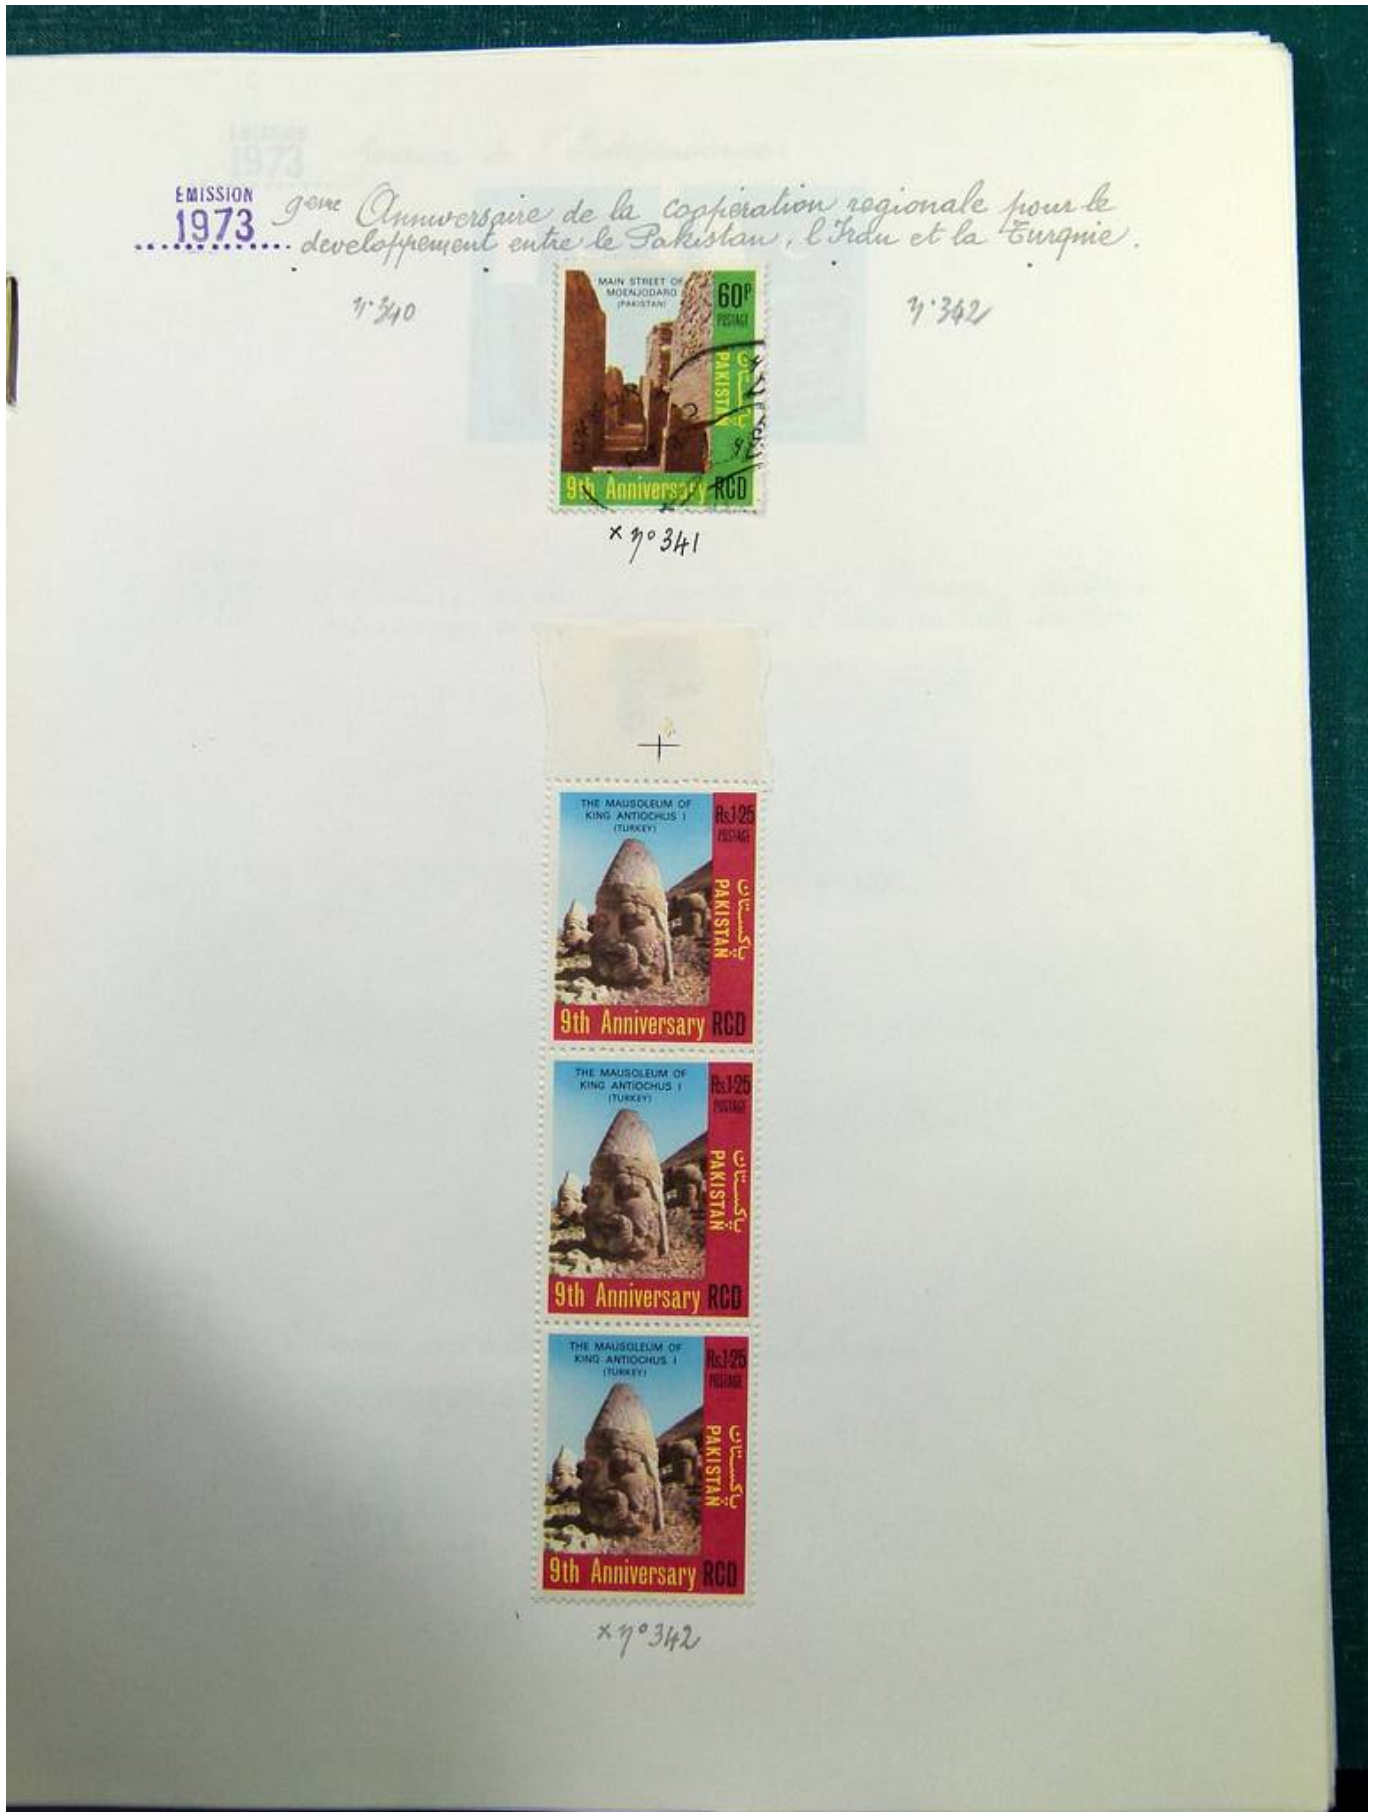 EMISSION
1973
9eme Anniversaire de la coopération regionale pour le
developpement entre le Pakistan, l'Iran et la Turquie.
n°340
n°342
MAIN STREET OF
MOENJODARO
(PAKISTAN)
60P
POSTAGE
PAKISTAN
پاکستان
9th Anniversary RCD
x n°341
THE MAUSOLEUM OF
KING ANTIOCHUS I
(TURKEY)
Rs.1·25
POSTAGE
PAKISTAN
پاکستان
9th Anniversary RCD
THE MAUSOLEUM OF
KING ANTIOCHUS I
(TURKEY)
Rs.1·25
POSTAGE
PAKISTAN
پاکستان
9th Anniversary RCD
THE MAUSOLEUM OF
KING ANTIOCHUS I
(TURKEY)
Rs.1·25
POSTAGE
PAKISTAN
پاکستان
9th Anniversary RCD
x n°342